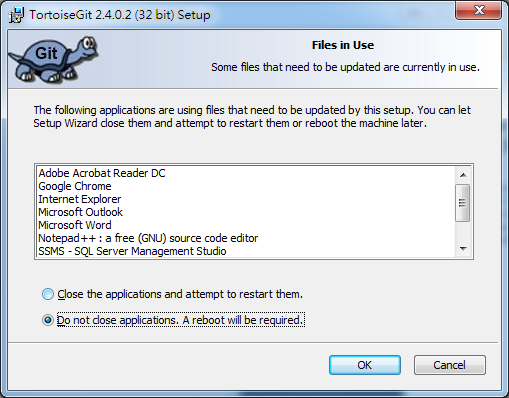 TortoiseGit 2.4.0.2 (32 bit) Setup
Git
Files in Use
Some files that need to be updated are currently in use.
The following applications are using files that need to be updated by this setup. You can let
Setup Wizard close them and attempt to restart them or reboot the machine later.
Adobe Acrobat Reader DC
Google Chrome
Internet Explorer
Microsoft Outlook
Microsoft Word
Notepad++ : a free (GNU) source code editor
SSMS - SQL Server Management Studio
Close the applications and attempt to restart them.
Do not close applications. A reboot will be required.
OK
Cancel